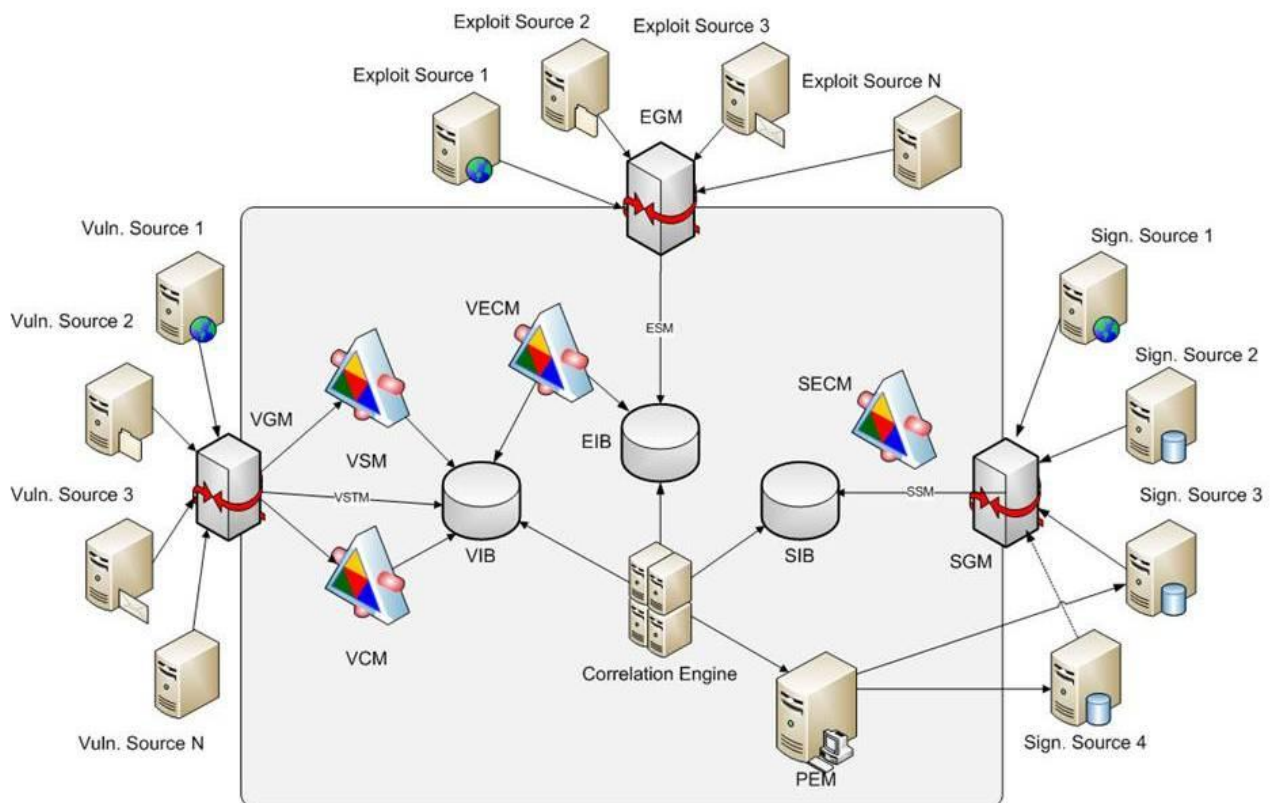 Exploit Source 2
Exploit Source 3
Exploit Source 1
Exploit Source N
EGM
Vuln. Source 1
Sign. Source 1
Vuln. Source 2
VECM
ESM
Sign. Source 2
SECM
VGM
EIB
VSM
Vuln. Source 3
VSTM
SSM
Sign. Source 3
VIB
SIB
SGM
VCM
Correlation Engine
Vuln. Source N
Sign. Source 4
PEM